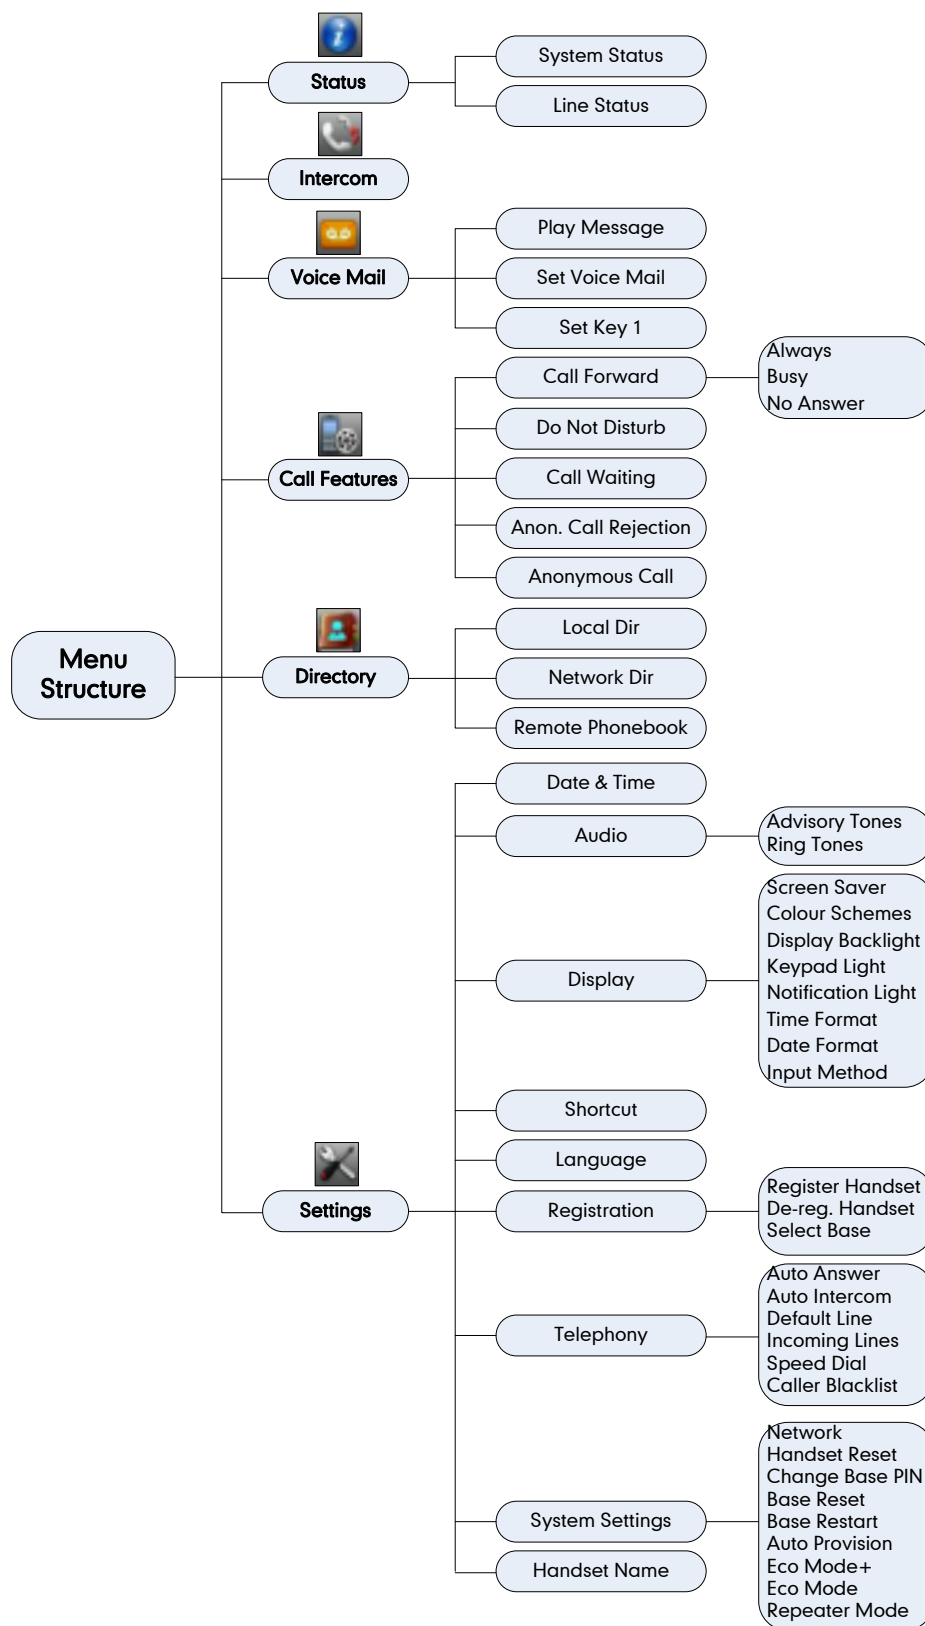 Menu
Structure
Status
System Status
Line Status
Intercom
Voice Mail
Play Message
Set Voice Mail
Set Key 1
Call Features
Call Forward
Always
Busy
No Answer
Do Not Disturb
Call Waiting
Anon. Call Rejection
Anonymous Call
Directory
Local Dir
Network Dir
Remote Phonebook
Settings
Date & Time
Audio
Advisory Tones
Ring Tones
Display
Screen Saver
Colour Schemes
Display Backlight
Keypad Light
Notification Light
Time Format
Date Format
Input Method
Shortcut
Language
Registration
Register Handset
De-reg. Handset
Select Base
Telephony
Auto Answer
Auto Intercom
Default Line
Incoming Lines
Speed Dial
Caller Blacklist
System Settings
Network
Handset Reset
Change Base PIN
Base Reset
Base Restart
Auto Provision
Eco Mode+
Eco Mode
Repeater Mode
Handset Name